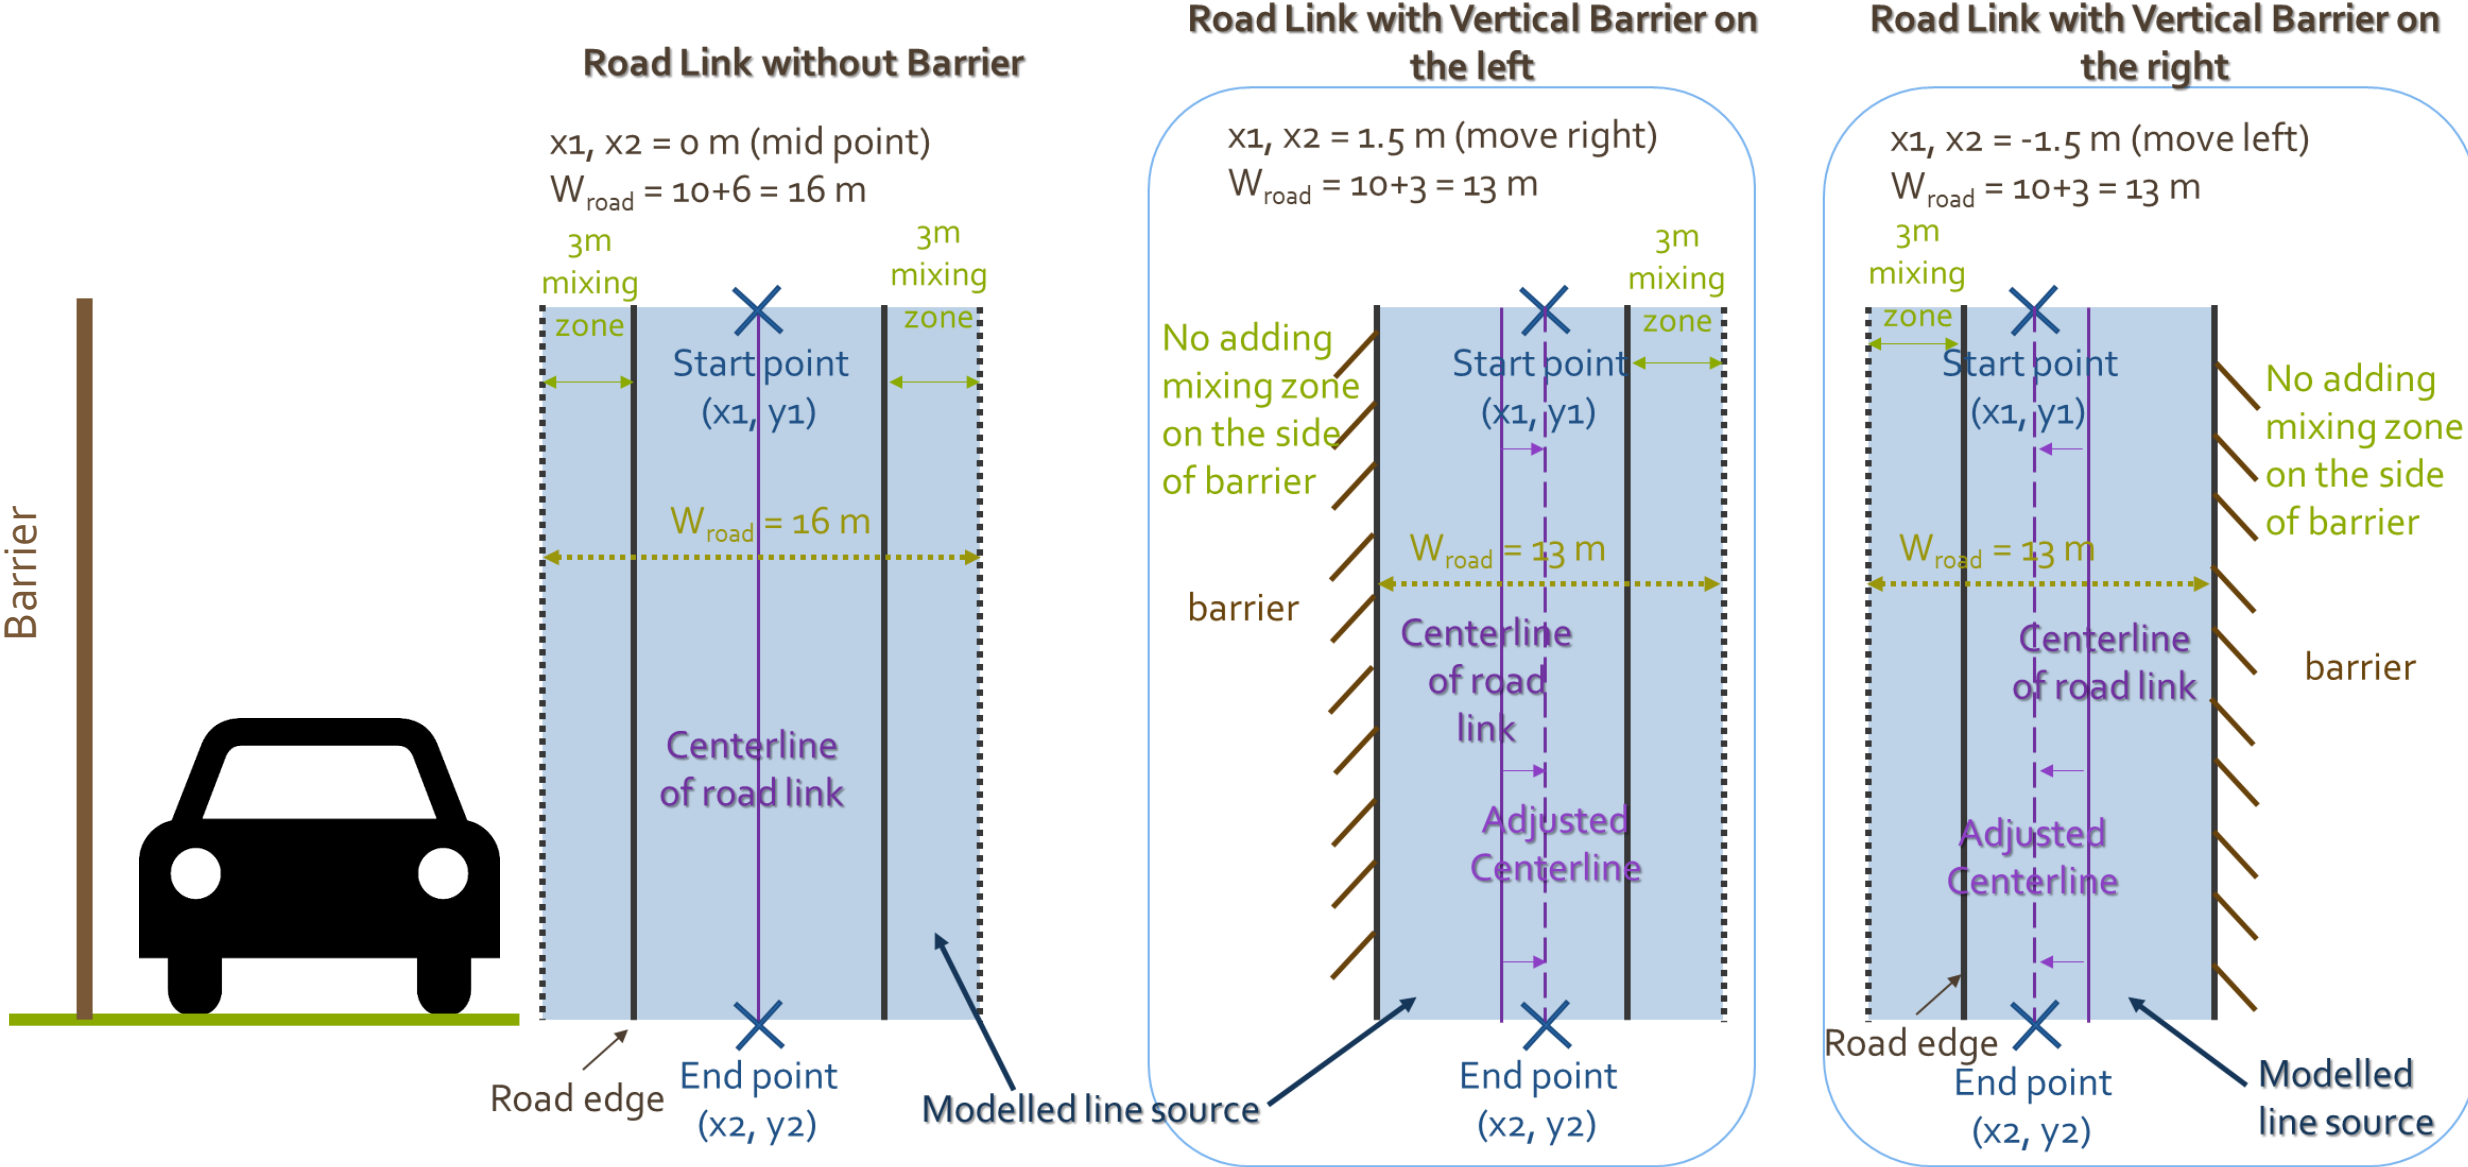 Barrier
Road Link without Barrier
x1, x2 = 0 m (mid point)
Wroad = 10+6 = 16 m
3m
mixing
zone
3m
mixing
zone
Start point
(x1, y1)
Wroad = 16 m
Centerline
of road link
Road edge
End point
(x2, y2)
Modelled line source
Road Link with Vertical Barrier on
the left
x1, x2 = 1.5 m (move right)
Wroad = 10+3 = 13 m
3m
mixing
zone
No adding
mixing zone
on the side
of barrier
Start point
(x1, y1)
Wroad = 13 m
barrier
Centerline
of road
link
Adjusted
Centerline
End point
(x2, y2)
Road Link with Vertical Barrier on
the right
x1, x2 = -1.5 m (move left)
Wroad = 10+3 = 13 m
3m
mixing
zone
Start point
(x1, y1)
No adding
mixing zone
on the side
of barrier
Wroad = 13 m
Centerline
of road link
barrier
Adjusted
Centerline
Road edge
End point
(x2, y2)
Modelled
line source